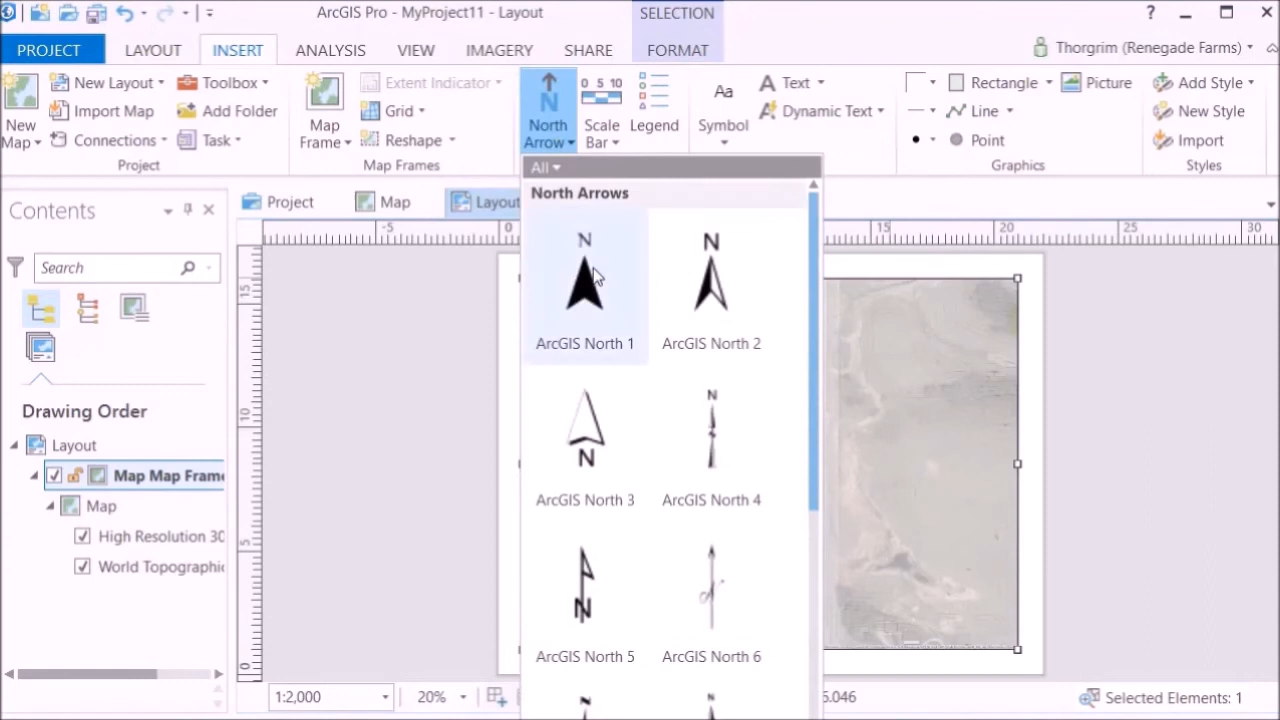 ArcGIS Pro - MyProject11 - Layout
SELECTION
?
Thorgrim (Renegade Farms)
PROJECT
LAYOUT
INSERT
ANALYSIS
VIEW
IMAGERY
SHARE
FORMAT
New Map
New Layout
Import Map
Connections
Toolbox
Add Folder
Task
Project
Map Frame
Extent Indicator
Grid
Reshape
Map Frames
N
North Arrow
0 5 10
Scale Bar
Legend
Aa
Symbol
A Text
A Dynamic Text
Rectangle
Line
Point
Picture
Graphics
Add Style
New Style
Import
Styles
All
North Arrows
N
ArcGIS North 1
N
ArcGIS North 2
N
ArcGIS North 3
N
ArcGIS North 4
N
ArcGIS North 5
ArcGIS North 6
N
N
Contents
Search
Drawing Order
Layout
Map Map Frame
Map
High Resolution 30
World Topographi
Project
Map
Layout
-5
0
15
20
25
30
15
10
5
0
1:2,000
20%
5.046
Selected Elements: 1